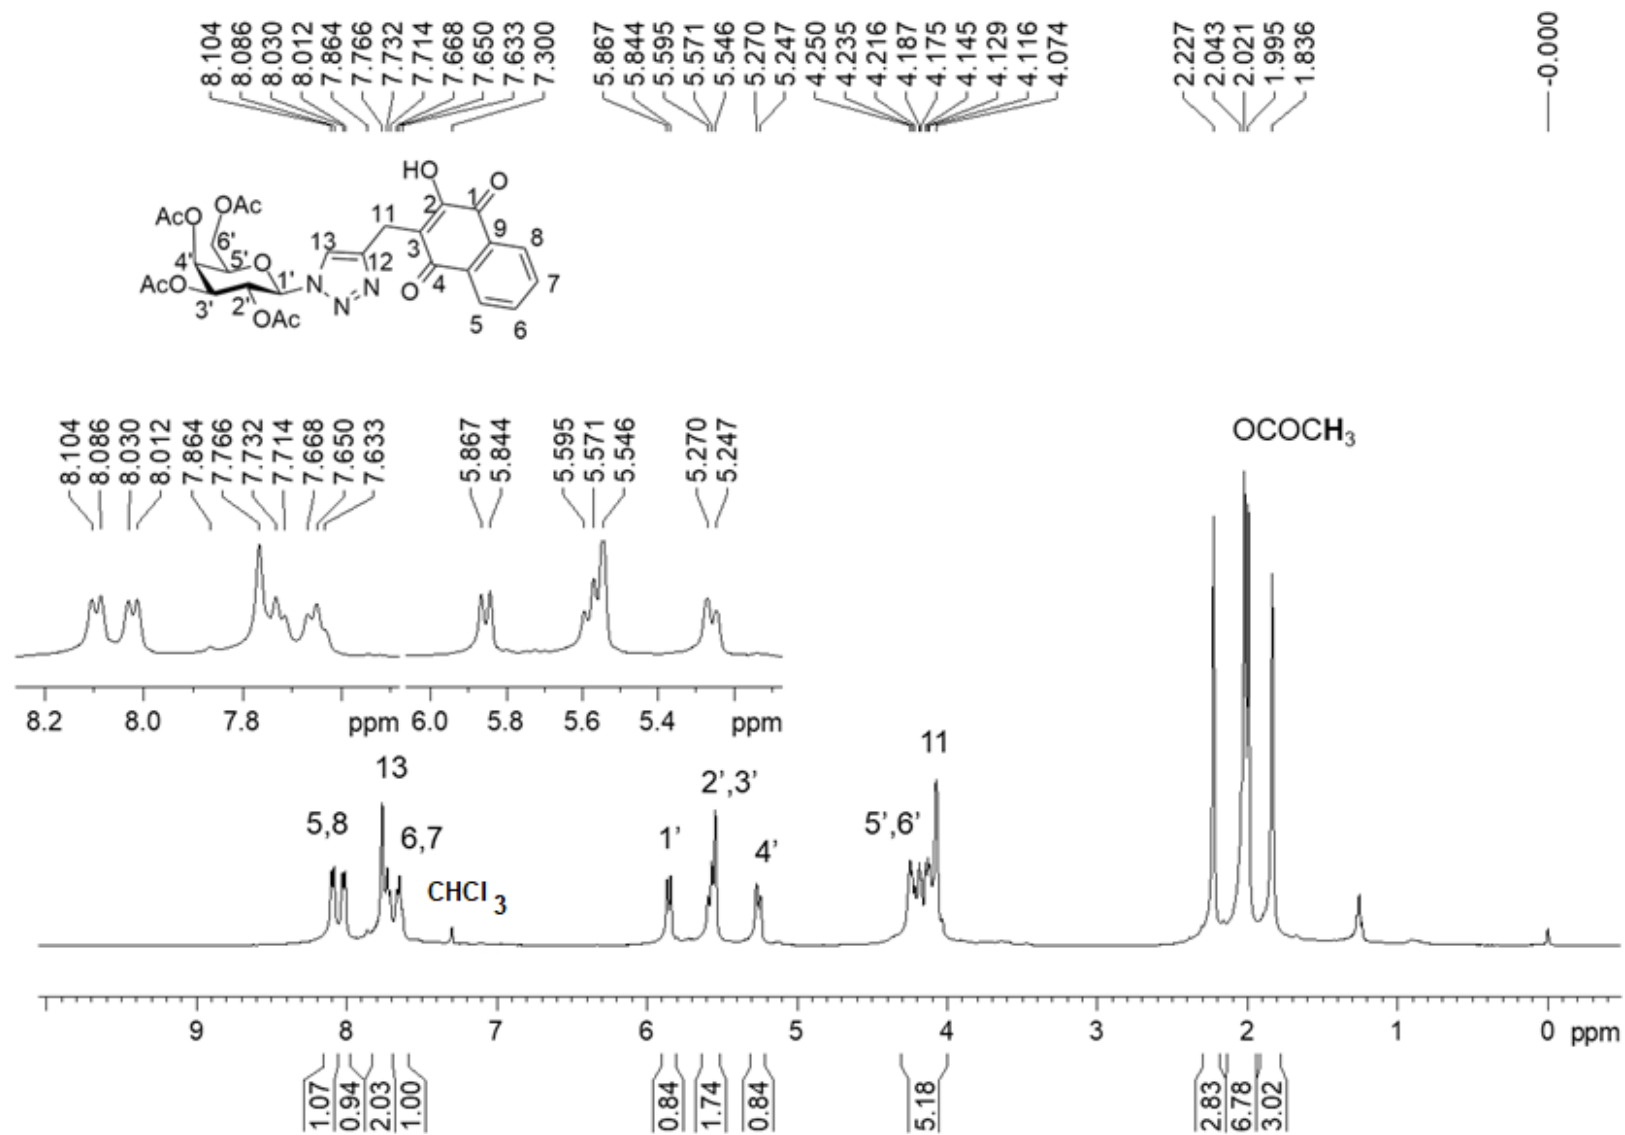 8.104 8.086 8.030 8.012 7.864 7.766 7.732 7.714 7.668 7.650 7.633 7.300 5.867 5.844 5.595 5.571 5.546 5.270 5.247 4.250 4.235 4.216 4.187 4.175 4.145 4.129 4.116 4.074 2.227 2.043 2.021 1.995 1.836 -0.000
HO O
1
2
AcO OAc 11
9
6' 13 8
3
4' 5' O 12
1' 4 7
AcO N N O
3' 2' N 5
OAc 6
8.104 8.086 8.030 8.012 7.864 7.766 7.732 7.714 7.668 7.650 7.633 5.867 5.844 5.595 5.571 5.546 5.270 5.247
OCOCH3
8.2 8.0 7.8 ppm 6.0 5.8 5.6 5.4 ppm
11
13 2',3'
5,8 6,7 1' 4' 5',6'
CHCl3
9 8 7 6 5 4 3 2 1 0 ppm
1.07 0.94 2.03 1.00 0.84 1.74 0.84 5.18 2.83 6.78 3.02